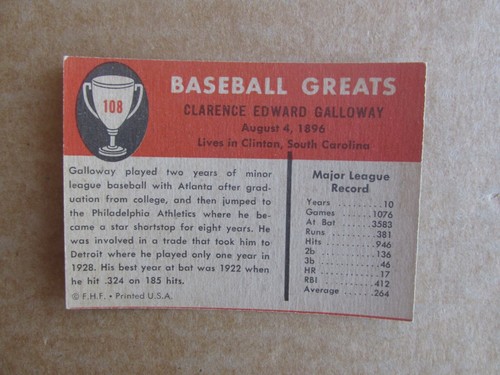 108
BASEBALL GREATS
CLARENCE EDWARD GALLOWAY
August 4, 1896
Lives in Clinton, South Carolina
Galloway played two years of minor
league baseball with Atlanta after grad-
uation from college, and then jumped to
the Philadelphia Athletics where he be-
came a star shortstop for eight years. He
was involved in a trade that took him to
Detroit where he played only one year in
1928. His best year at bat was 1922 when
he hit .324 on 185 hits.
© F.H.F. • Printed U.S.A.
Major League
Record
Years ........ 10
Games ....... 1076
At Bat ....... 3583
Runs ........ 381
Hits ......... 946
2b .......... 136
3b .......... 46
HR .......... 17
RBI ......... 412
Average ..... .264